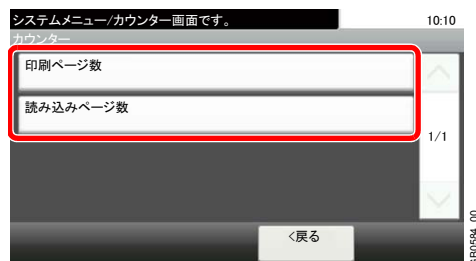 システムメニュー/カウンター画面です。
10:10
カウンター
印刷ページ数
読み込みページ数
1/1
<戻る